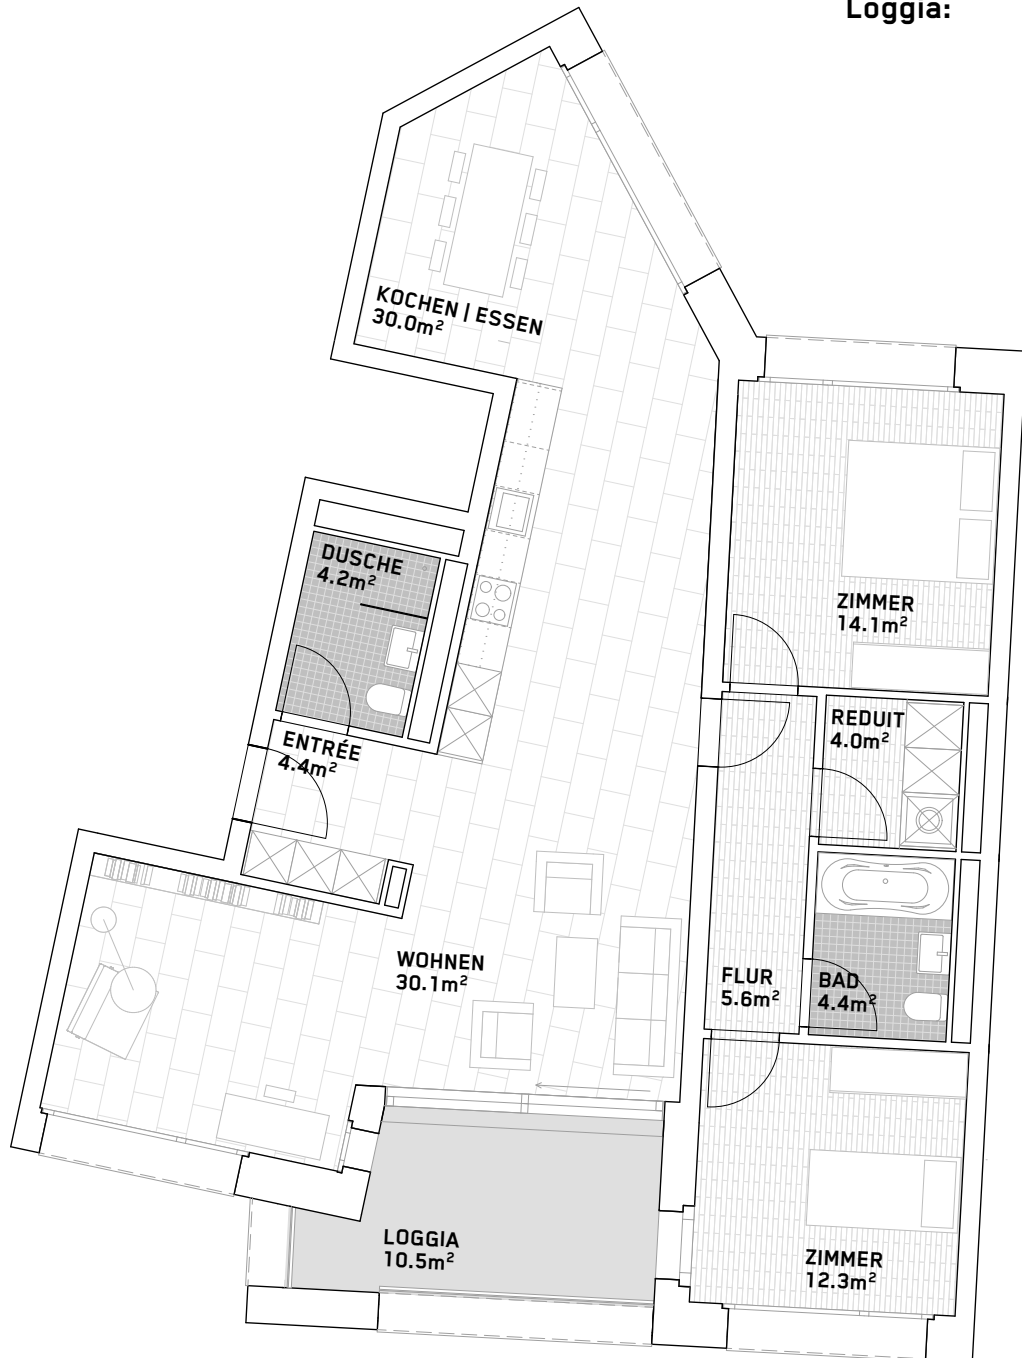 Loggia:
KOCHEN | ESSEN
30.0m²
DUSCHE
4.2m²
ZIMMER
14.1m²
REDUIT
4.0m²
ENTRÉE
4.4m²
WOHNEN
30.1m²
FLUR
5.6m²
BAD
4.4m²
LOGGIA
10.5m²
ZIMMER
12.3m²